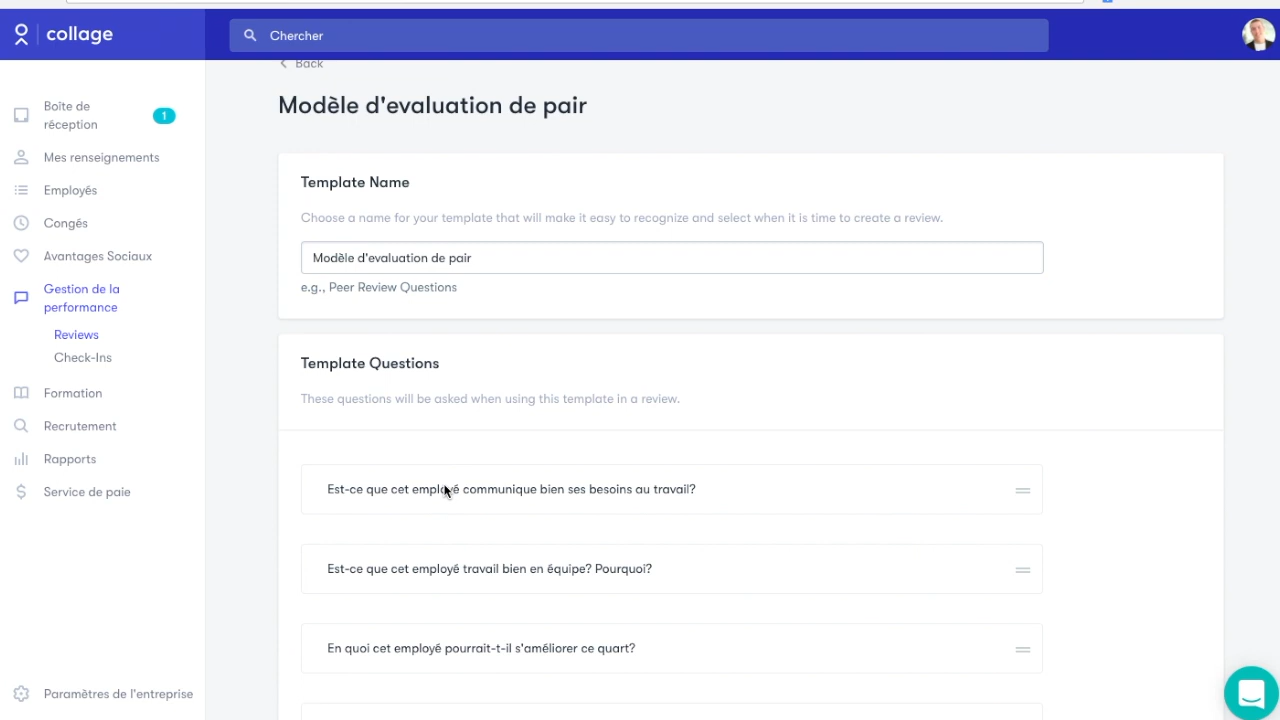 collage
Chercher
Back
Modèle d'evaluation de pair
Boîte de
réception
1
Mes renseignements
Employés
Congés
Avantages Sociaux
Gestion de la
performance
Reviews
Check-Ins
Formation
Recrutement
Rapports
Service de paie
Paramètres de l'entreprise
Template Name
Choose a name for your template that will make it easy to recognize and select when it is time to create a review.
Modèle d'evaluation de pair
e.g., Peer Review Questions
Template Questions
These questions will be asked when using this template in a review.
Est-ce que cet employé communique bien ses besoins au travail?
Est-ce que cet employé travail bien en équipe? Pourquoi?
En quoi cet employé pourrait-t-il s'améliorer ce quart?